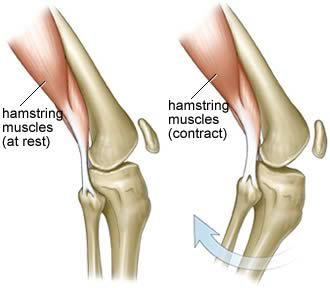 hamstring
muscles
(at rest)
hamstring
muscles
(contract)